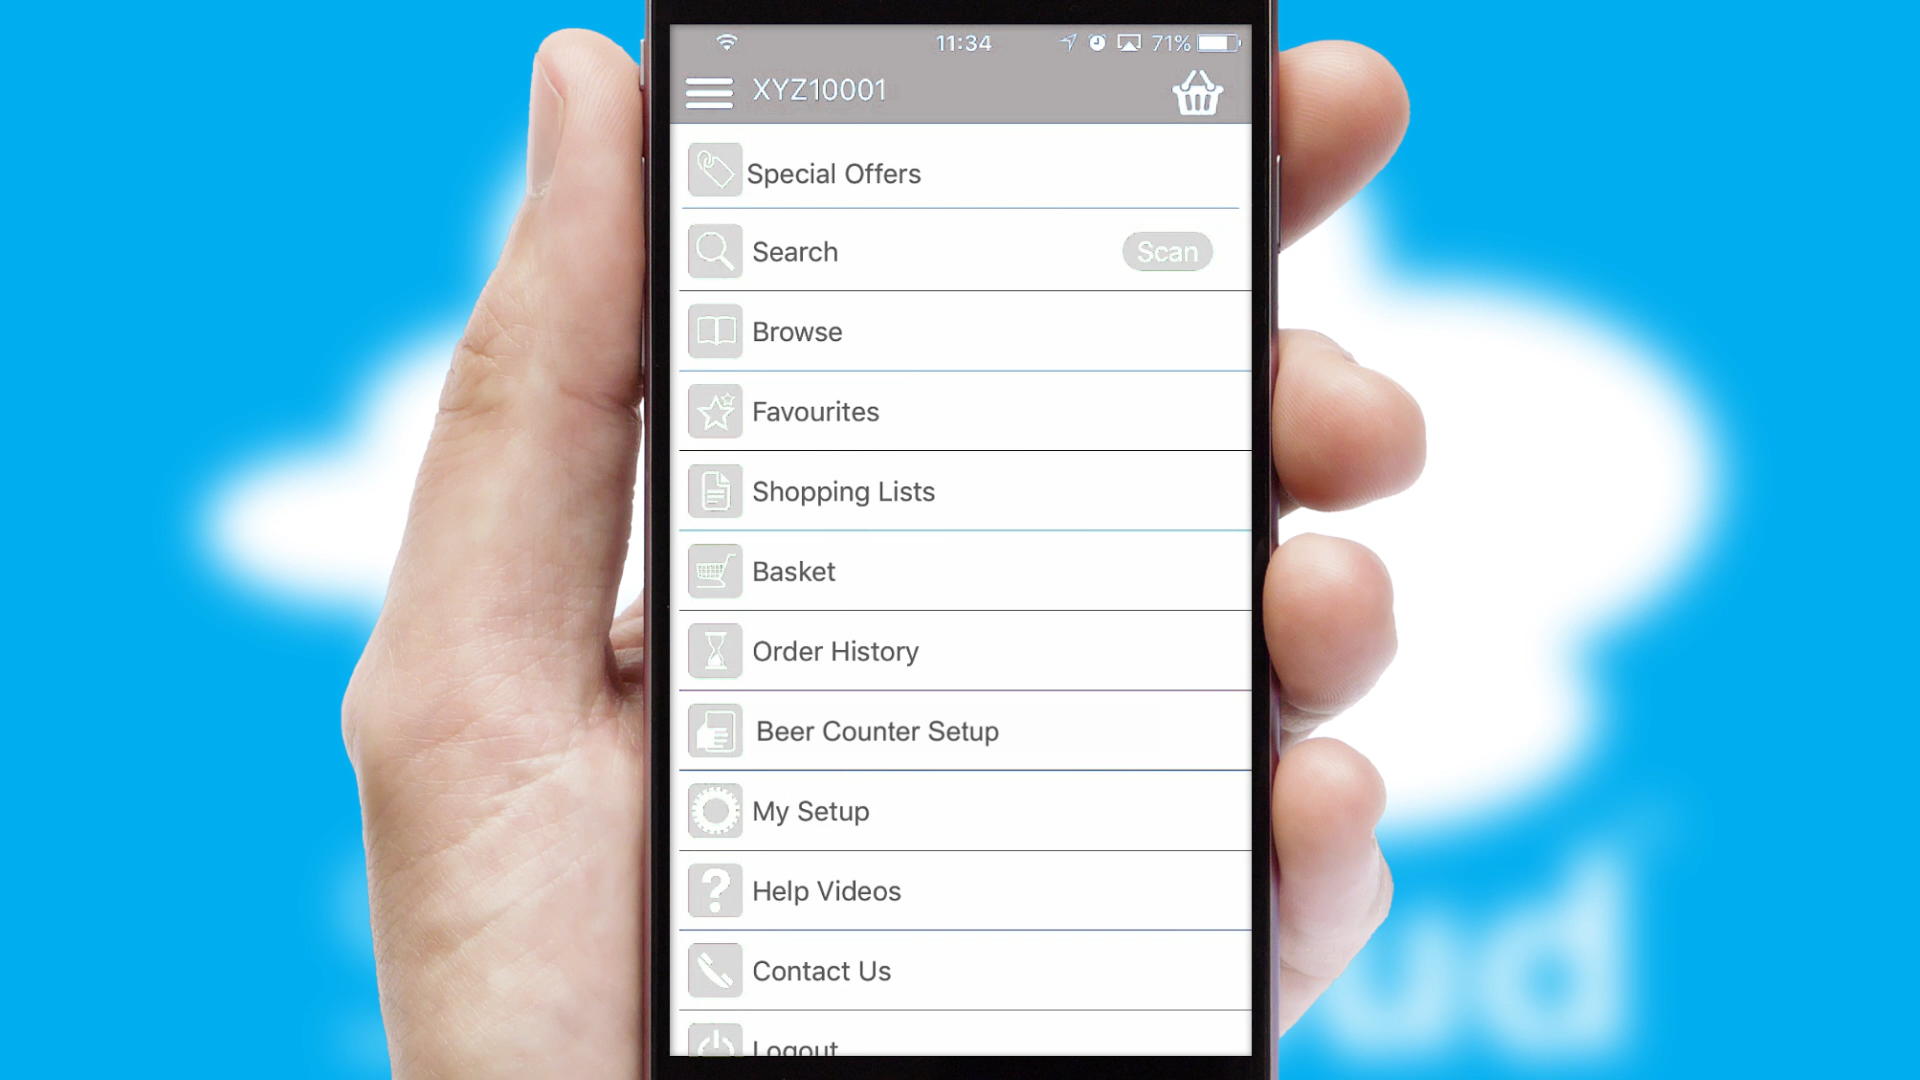 11:34 71%
XYZ10001
Special Offers
Search Scan
Browse
Favourites
Shopping Lists
Basket
Order History
Beer Counter Setup
My Setup
Help Videos
Contact Us
Logout